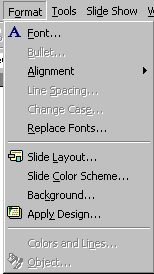 Format Tools Slide Show
Font...
Bullet...
Alignment
Line Spacing...
Change Case...
Replace Fonts...
Slide Layout...
Slide Color Scheme...
Background...
Apply Design...
Colors and Lines...
Object...